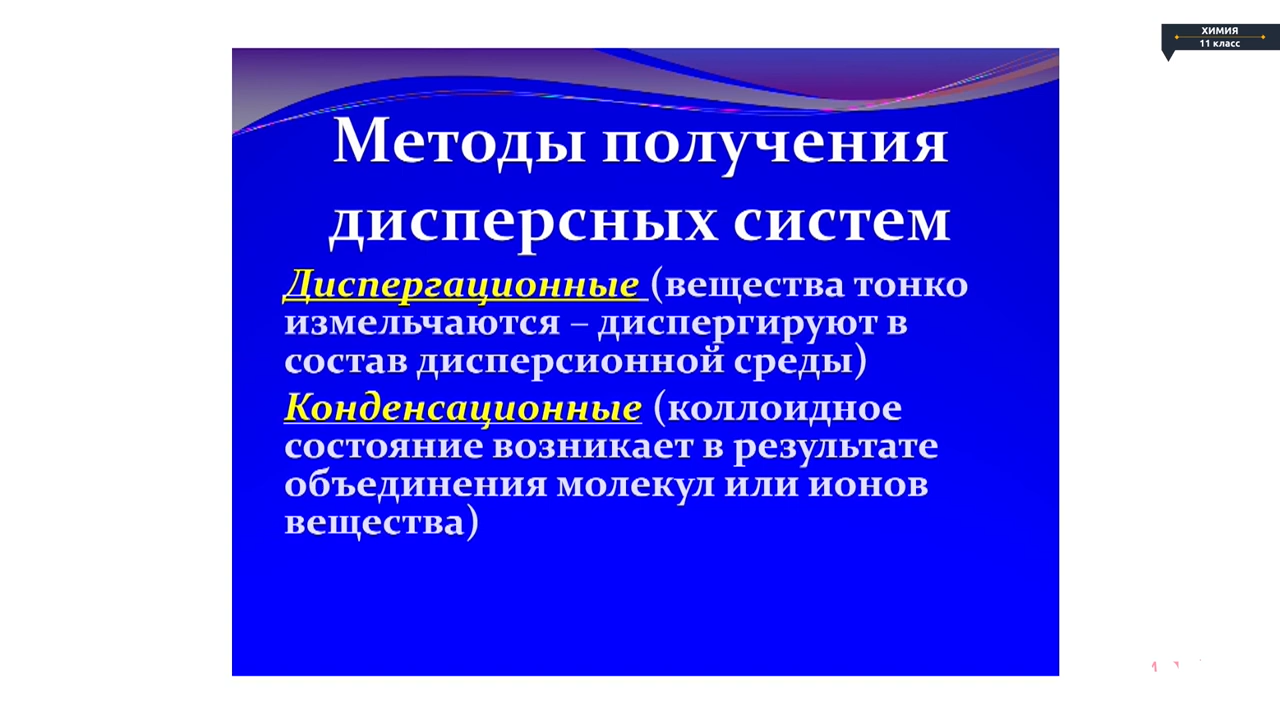 ХИМИЯ
11 класс
Методы получения
дисперсных систем
Диспергационные (вещества тонко
измельчаются – диспергируют в
состав дисперсионной среды)
Конденсационные (коллоидное
состояние возникает в результате
объединения молекул или ионов
вещества)